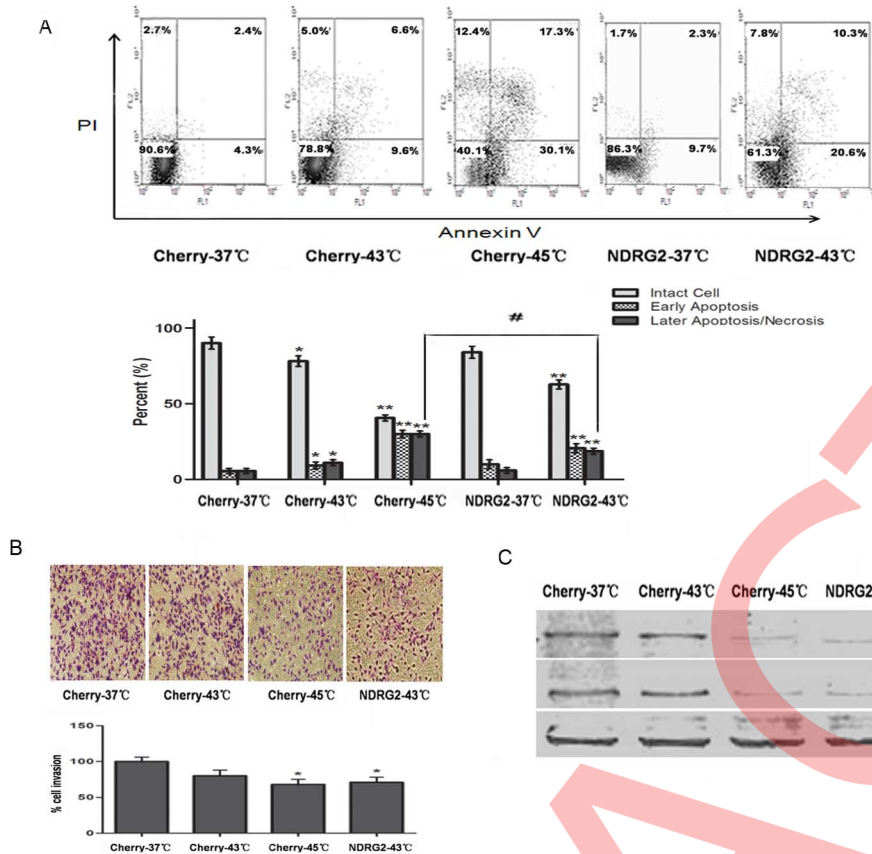 A
2.7% 2.4%
5.0% 6.6%
12.4% 17.3%
1.7% 2.3%
7.8% 10.3%
PI
90.6% 4.3%
78.8% 9.6%
40.1% 30.1%
86.3% 9.7%
61.3% 20.6%
FL1 FL1 FL1 FL1 FL1
Annexin V
Cherry-37℃ Cherry-43℃ Cherry-45℃ NDRG2-37℃ NDRG2-43℃
Intact Cell
Early Apoptosis
Later Apoptosis/Necrosis
#
Percent (%)
100
50
0
* * *
** ** **
** ** **
Cherry-37℃ Cherry-43℃ Cherry-45℃ NDRG2-37℃ NDRG2-43℃
B
Cherry-37℃ Cherry-43℃ Cherry-45℃ NDRG2-43℃
% cell invasion
150
100
50
0
* *
Cherry-37℃ Cherry-43℃ Cherry-45℃ NDRG2-43℃
C
Cherry-37℃ Cherry-43℃ Cherry-45℃ NDRG2